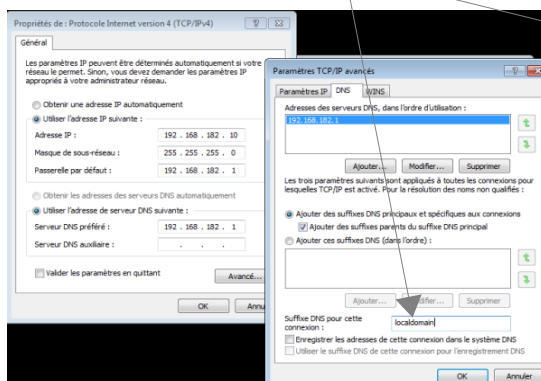 Propriétés de : Protocole Internet version 4 (TCP/IPv4)
Général
Les paramètres IP peuvent être déterminés automatiquement si votre
réseau le permet. Sinon, vous devez demander les paramètres IP
appropriés à votre administrateur réseau.
Obtenir une adresse IP automatiquement
Utiliser l'adresse IP suivante :
Adresse IP : 192 . 168 . 182 . 10
Masque de sous-réseau : 255 . 255 . 255 . 0
Passerelle par défaut : 192 . 168 . 182 . 1
Obtenir les adresses des serveurs DNS automatiquement
Utiliser l'adresse de serveur DNS suivante :
Serveur DNS préféré : 192 . 168 . 182 . 1
Serveur DNS auxiliaire : . . .
Valider les paramètres en quittant
Avancé...
OK
Annu
Paramètres TCP/IP avancés
Paramètres IP DNS WINS
Adresses des serveurs DNS, dans l'ordre d'utilisation :
192.168.182.1
Ajouter... Modifier... Supprimer
Les trois paramètres suivants sont appliqués à toutes les connexions pour
lesquelles TCP/IP est activé. Pour la résolution des noms non qualifiés :
Ajouter des suffixes DNS principaux et spécifiques aux connexions
Ajouter des suffixes parents du suffixe DNS principal
Ajouter ces suffixes DNS (dans l'ordre) :
Ajouter... Modifier... Supprimer
Suffixe DNS pour cette
connexion : localdomain
Enregistrer les adresses de cette connexion dans le système DNS
Utiliser le suffixe DNS de cette connexion pour l'enregistrement DNS
OK Annuler